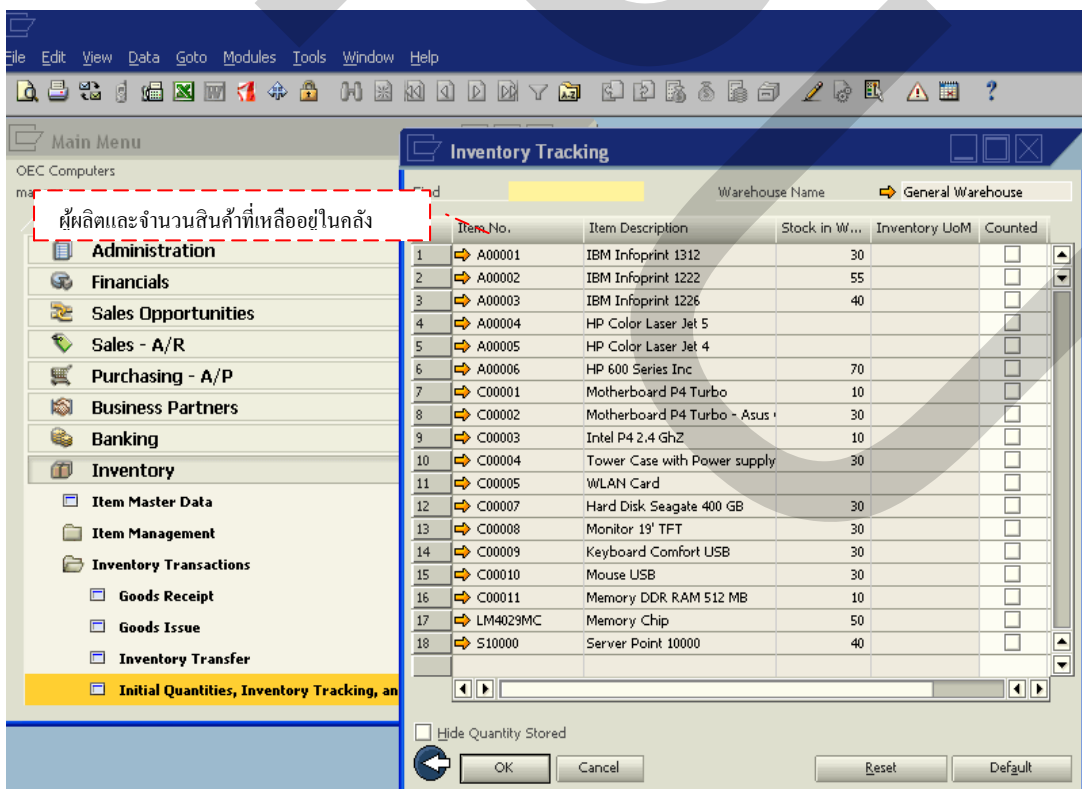 File Edit View Data Goto Modules Tools Window Help
Main Menu
OEC Computers
ผู้ผลิตและจำนวนสินค้าที่เหลืออยู่ในคลัง
Administration
Financials
Sales Opportunities
Sales - A/R
Purchasing - A/P
Business Partners
Banking
Inventory
Item Master Data
Item Management
Inventory Transactions
Goods Receipt
Goods Issue
Inventory Transfer
Initial Quantities, Inventory Tracking, an
Inventory Tracking
Find Warehouse Name General Warehouse
Item No. Item Description Stock in W... Inventory UoM Counted
1 A00001 IBM Infoprint 1312 30
2 A00002 IBM Infoprint 1222 55
3 A00003 IBM Infoprint 1226 40
4 A00004 HP Color Laser Jet 5
5 A00005 HP Color Laser Jet 4
6 A00006 HP 600 Series Inc 70
7 C00001 Motherboard P4 Turbo 10
8 C00002 Motherboard P4 Turbo - Asus 30
9 C00003 Intel P4 2.4 GhZ 10
10 C00004 Tower Case with Power supply 30
11 C00005 WLAN Card
12 C00007 Hard Disk Seagate 400 GB 30
13 C00008 Monitor 19' TFT 30
14 C00009 Keyboard Comfort USB 30
15 C00010 Mouse USB 30
16 C00011 Memory DDR RAM 512 MB 10
17 LM4029MC Memory Chip 50
18 S10000 Server Point 10000 40
Hide Quantity Stored
OK Cancel Reset Default